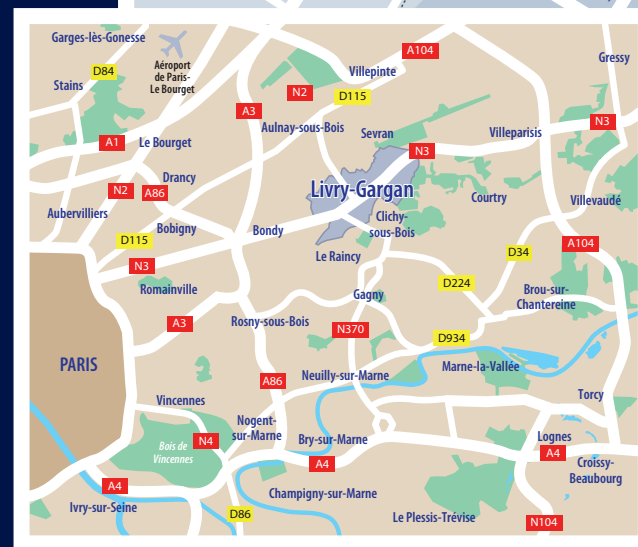 Garges-lès-Gonesse
A104
Gressy
D84
Aéroport
de Paris-
Le Bourget
Villepinte
Stains
N2
D115
A3
N3
Aulnay-sous-Bois
Sevran
Villeparisis
A1
Le Bourget
N3
Drancy
N2
A86
Livry-Gargan
Courtry
Villevaudé
Aubervilliers
Clichy-
sous-Bois
Bobigny
Bondy
D115
A104
D34
Le Raincy
N3
Romainville
Gagny
D224
Brou-sur-
Chantereine
A3
Rosny-sous-Bois
N370
D934
PARIS
Marne-la-Vallée
Neuilly-sur-Marne
A86
Torcy
Vincennes
Nogent-
sur-Marne
Bry-sur-Marne
Lognes
N4
Bois de
Vincennes
A4
A4
Croissy-
Beaubourg
A4
Champigny-sur-Marne
Ivry-sur-Seine
D86
Le Plessis-Trévise
N104